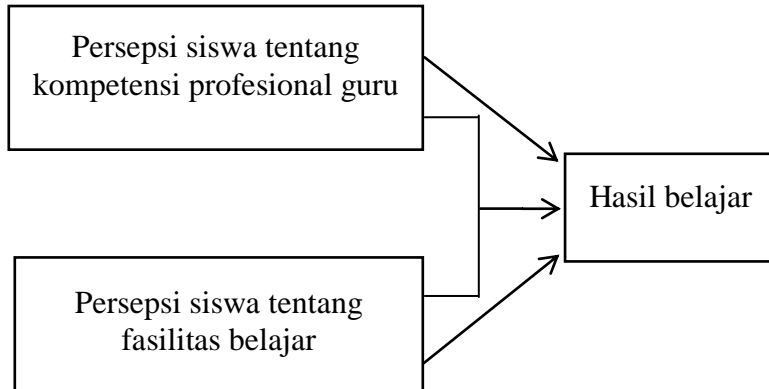 Persepsi siswa tentang
kompetensi profesional guru
Hasil belajar
Persepsi siswa tentang
fasilitas belajar